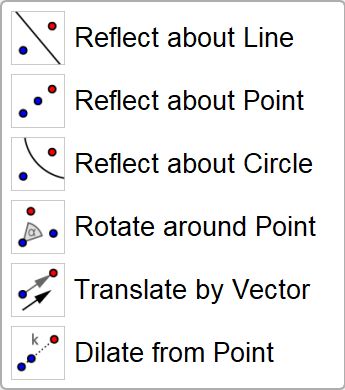 Reflect about Line
Reflect about Point
Reflect about Circle
α
Rotate around Point
Translate by Vector
k
Dilate from Point